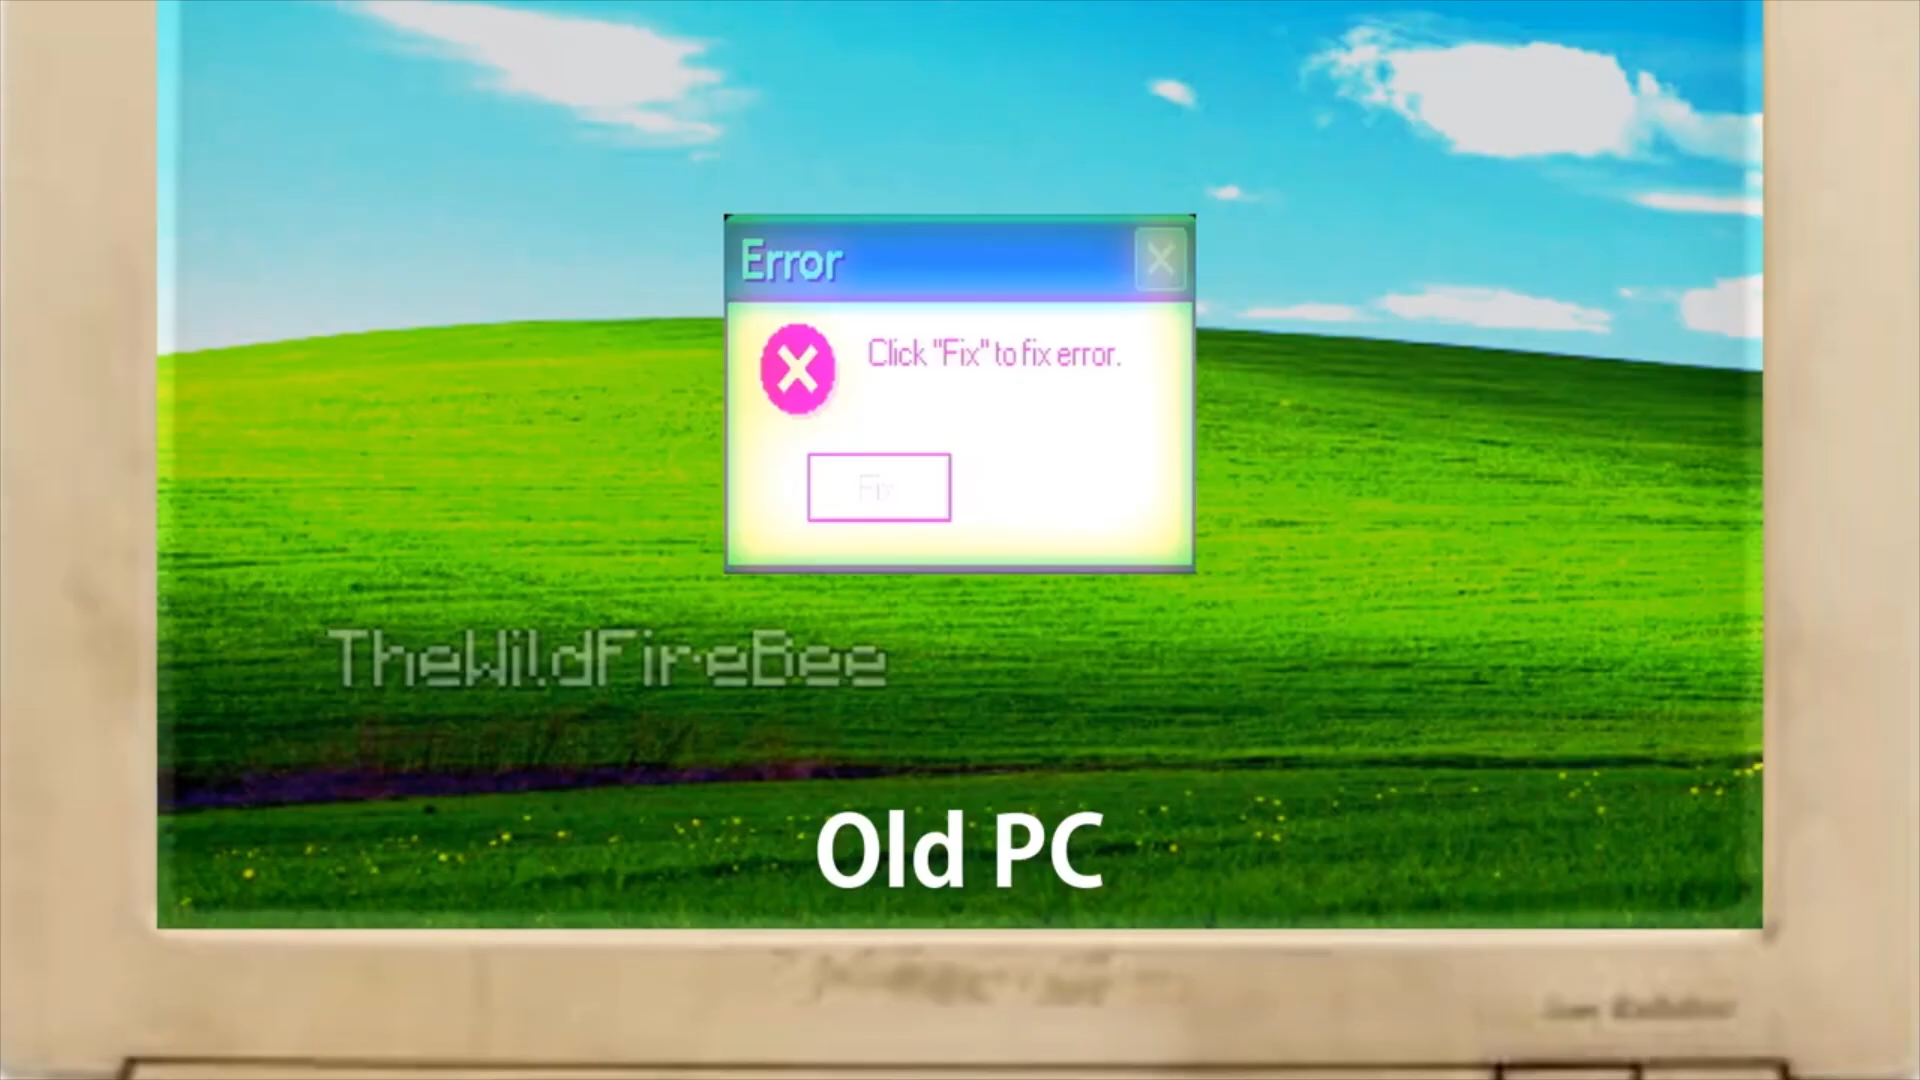 Error
Click "Fix" to fix error.
Fix
TheWildFireBee
Old PC